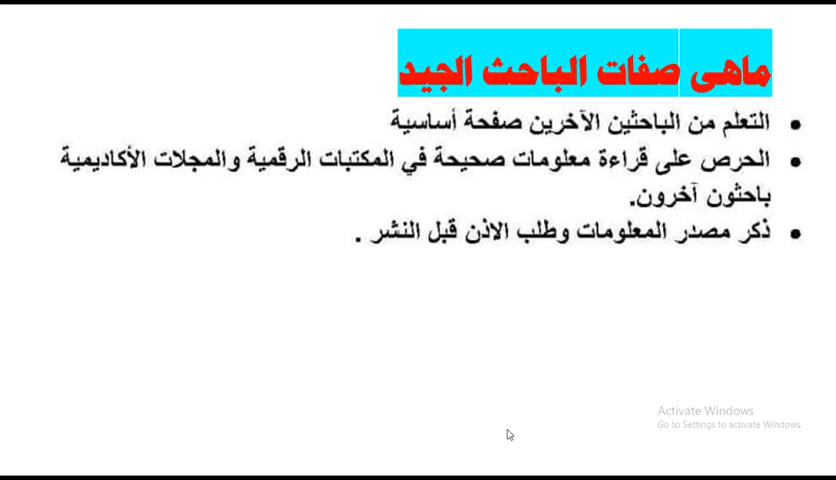 ماهى صفات الباحث الجيد
• التعلم من الباحثين الآخرين صفحة أساسية
• الحرص على قراءة معلومات صحيحة في المكتبات الرقمية والمجلات الأكاديمية
باحثون آخرون.
• ذكر مصدر المعلومات وطلب الاذن قبل النشر .
Activate Windows
Go to Settings to activate Windows.